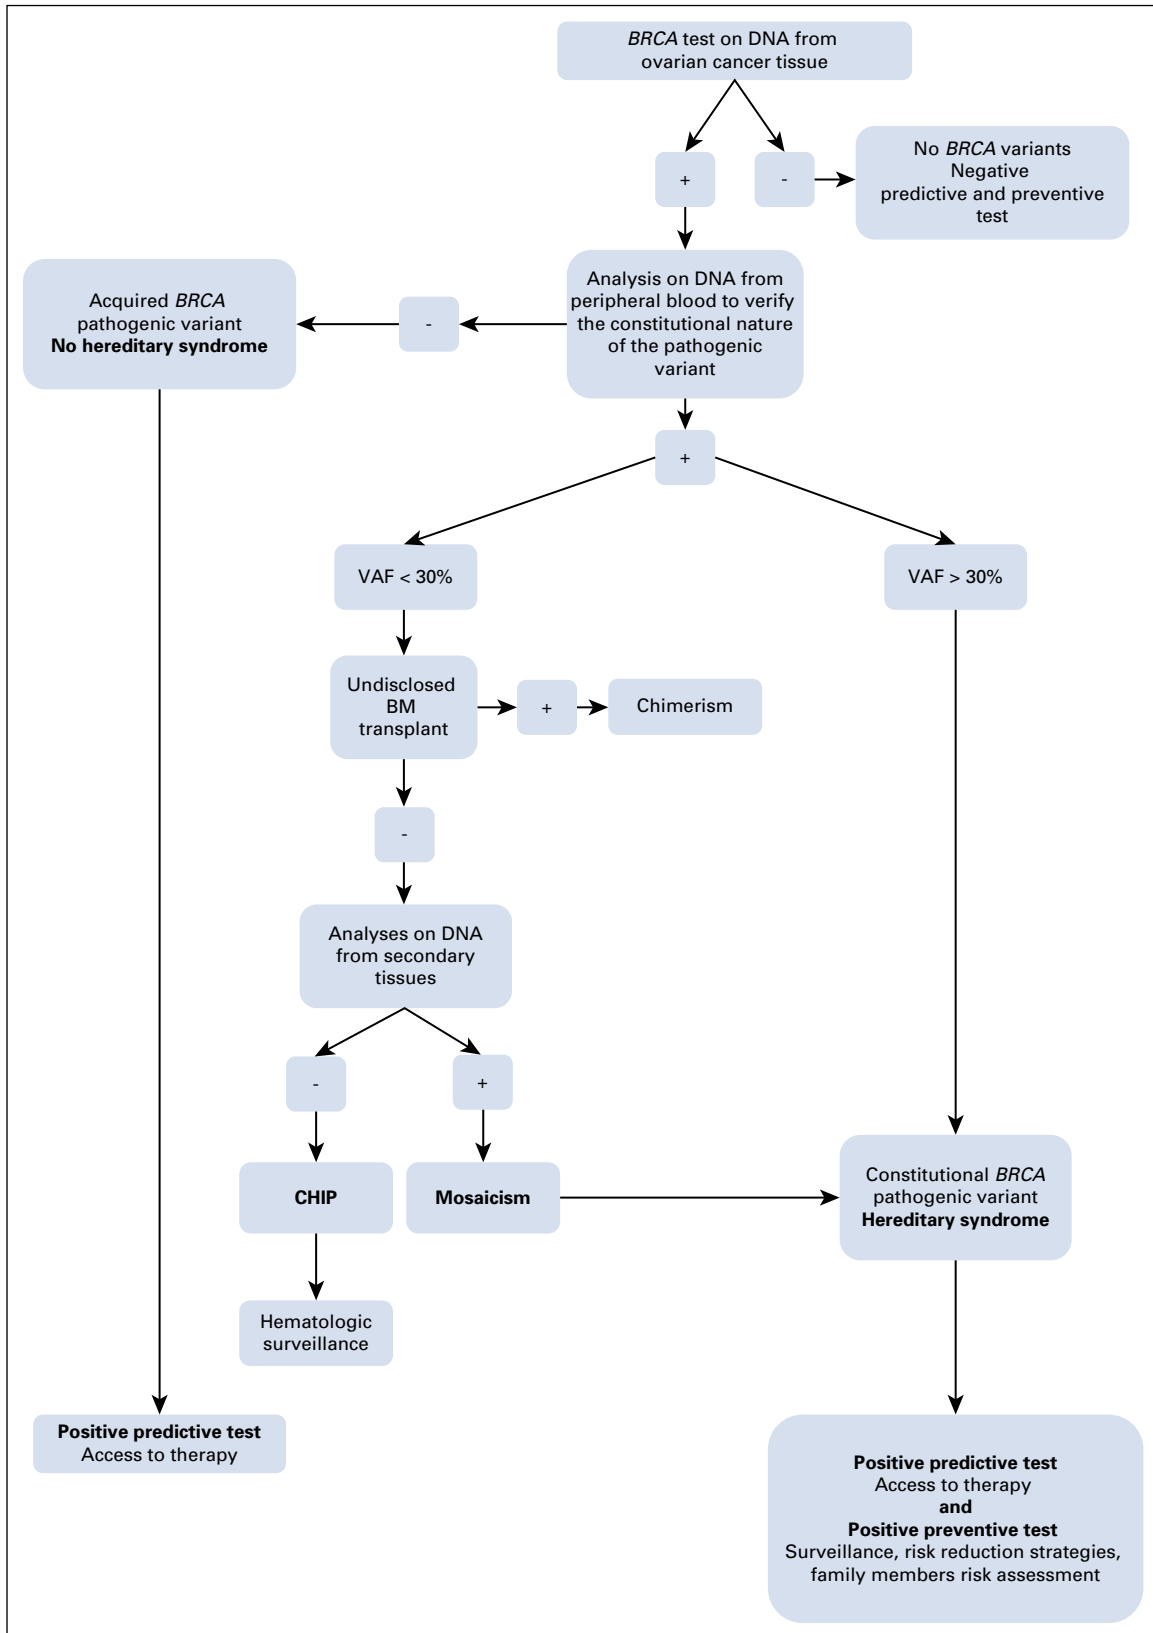 BRCA test on DNA from
ovarian cancer tissue
+
-
No BRCA variants
Negative
predictive and preventive
test
Analysis on DNA from
peripheral blood to verify
the constitutional nature
of the pathogenic
variant
-
Acquired BRCA
pathogenic variant
No hereditary syndrome
+
VAF < 30%
VAF > 30%
Undisclosed
BM
transplant
+
Chimerism
-
Analyses on DNA
from secondary
tissues
-
+
CHIP
Mosaicism
Constitutional BRCA
pathogenic variant
Hereditary syndrome
Hematologic
surveillance
Positive predictive test
Access to therapy
Positive predictive test
Access to therapy
and
Positive preventive test
Surveillance, risk reduction strategies,
family members risk assessment